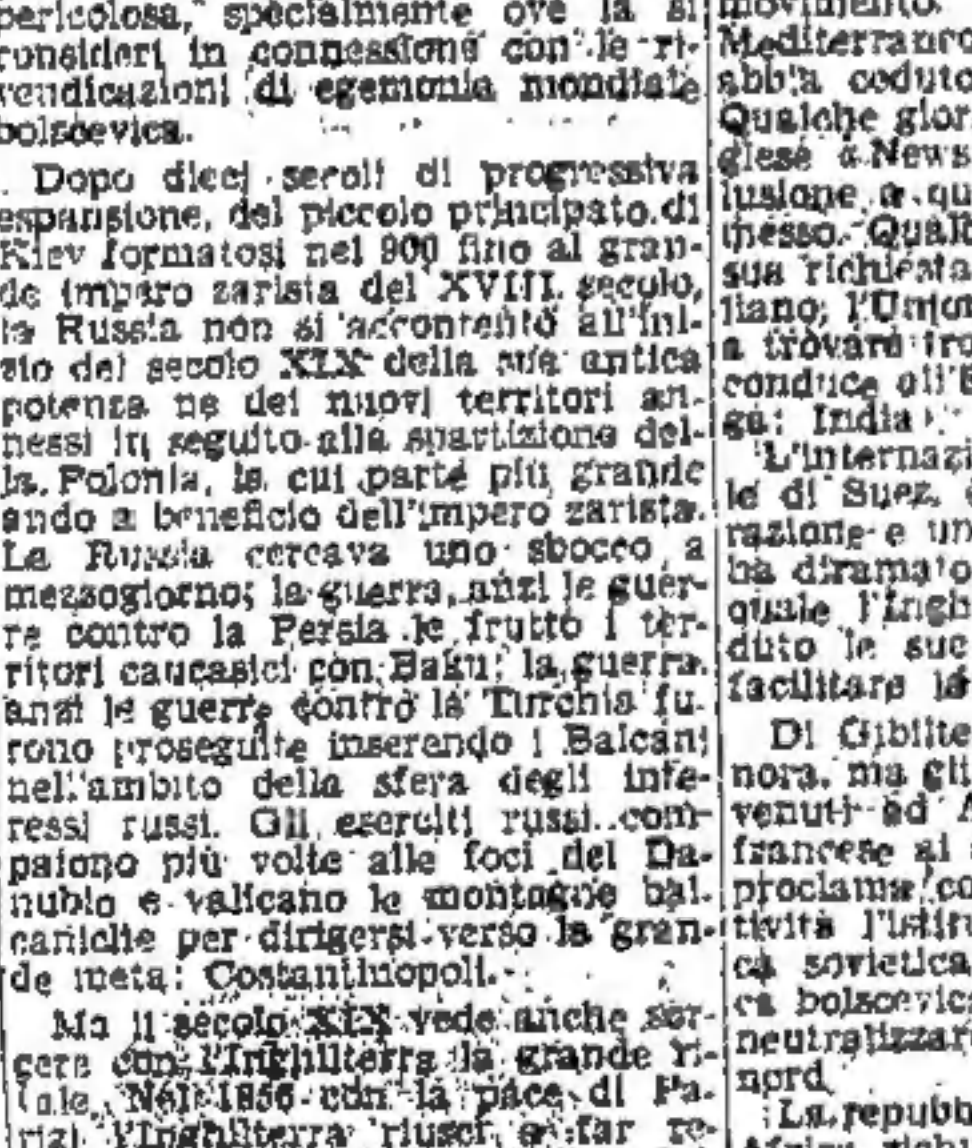 pericolosa, specialmente ove la si
consideri in connessione con le ri-
vendicazioni di egemonia mondiale
bolscevica.
Dopo dieci secoli di progressiva
espansione, del piccolo principato di
Kiev formatosi nel 900 fino al gran-
de impero zarista del XVIII secolo,
la Russia non si accontentò all'ini-
zio del secolo XIX della sua antica
potenza ne dei nuovi territori an-
nessi in seguito alla spartizione del-
la Polonia, la cui parte più grande
ando a beneficio dell'impero zarista.
La Russia cercava uno sbocco a
mezzogiorno; la guerra, anzi le guer-
re contro la Persia le frutto i ter-
ritori caucasici con Baku; la guerra
anzi le guerre contro la Turchia fu-
rono proseguite inserendo i Balcani
nell'ambito della sfera degli inte-
ressi russi. Gli eserciti russi com-
paiono più volte alle foci del Da-
nubio e valicano le montagne bal-
caniche per dirigersi verso la gran-
de meta: Costantinopoli.
Ma il secolo XIX vede anche sor-
gere con l'Inghilterra la grande ri-
vale. Nel 1856 con la pace di Pa-
rigi l'Inghilterra riuscì a far re-
movimento
Mediterraneo
abbia ceduto
Qualche gior
glese « News
lusione a qu
messo. Qual
sua richiesta
tiano; l'Union
a trovare fro
conduce all'E
ga: India
L'internazi
le di Suez,
razione e un
ha diramato
quale l'Ingh
duto le sue
facilitare la
Di Gibilte
nora, ma gli
venuti ad A
francese al
proclama co
tività l'istitu
ca sovietica
ca bolscevica
neutralizzar
nord.
La repubb